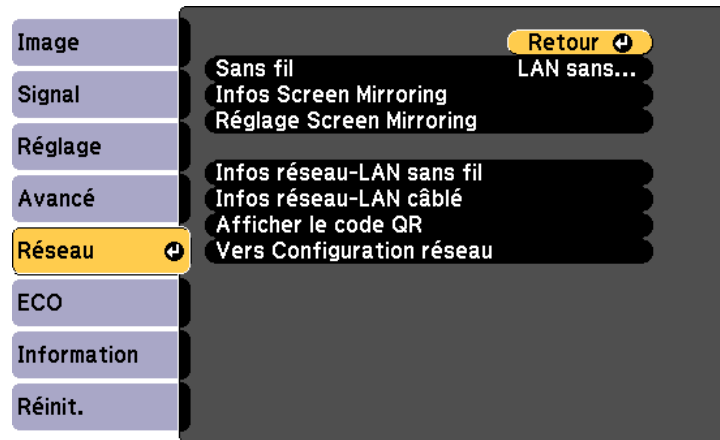 Image
Signal
Réglage
Avancé
Réseau
ECO
Information
Réinit.
Retour
Sans fil LAN sans...
Infos Screen Mirroring
Réglage Screen Mirroring
Infos réseau-LAN sans fil
Infos réseau-LAN câblé
Afficher le code QR
Vers Configuration réseau